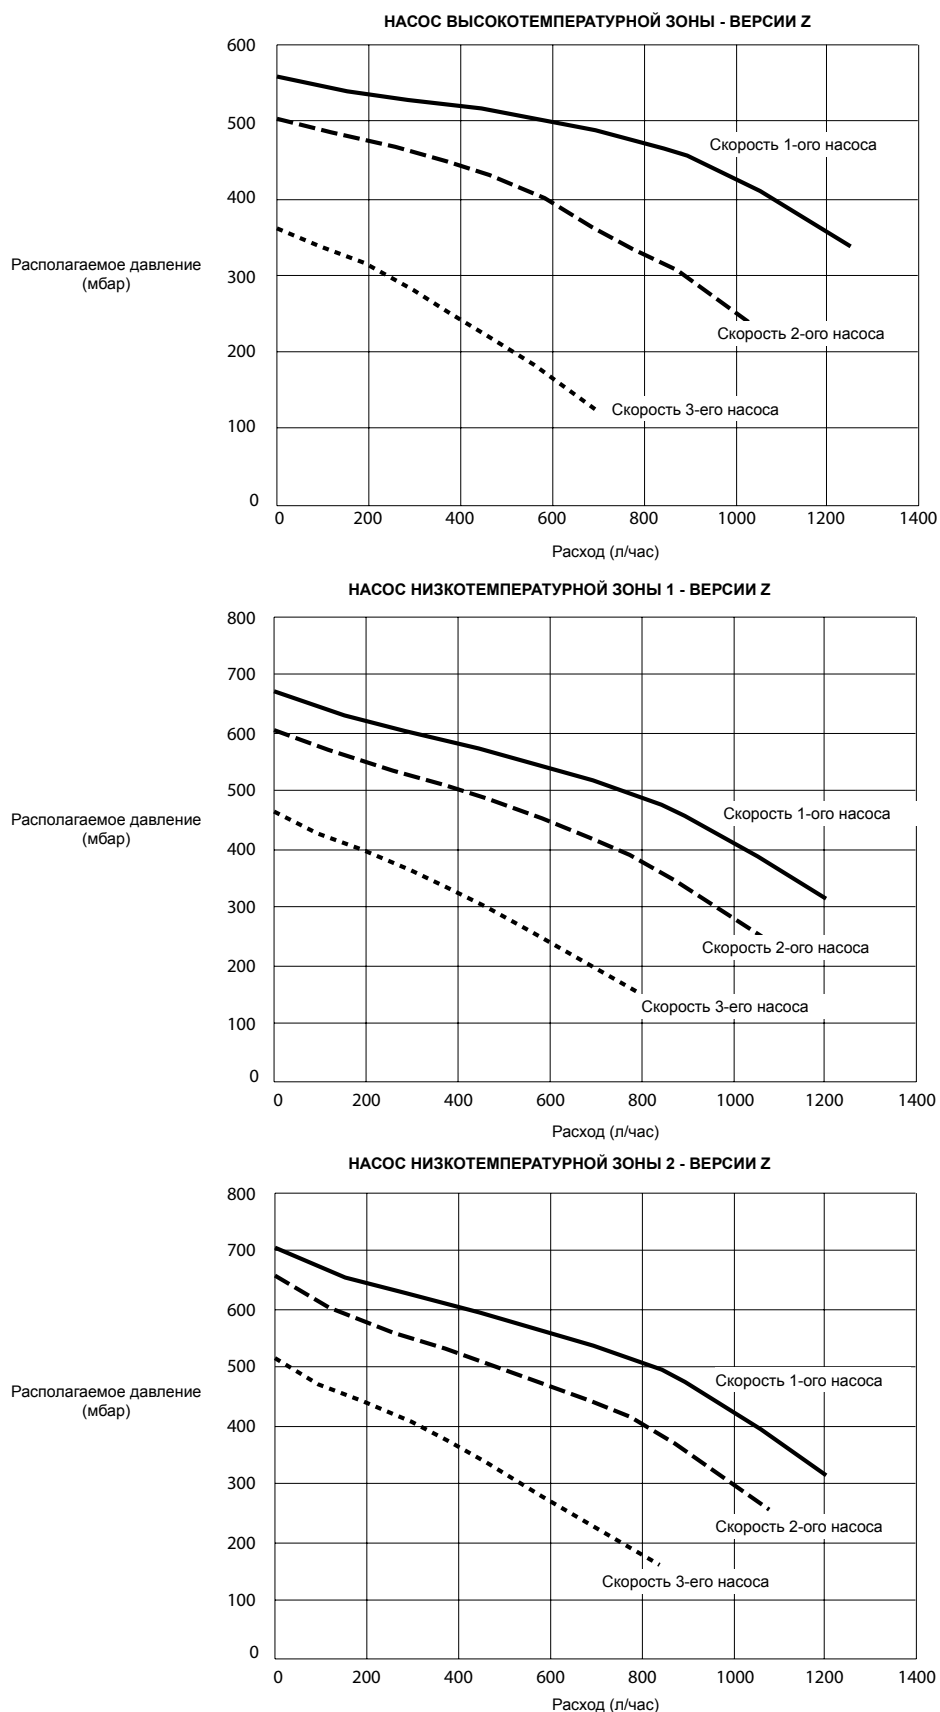 НАСОС ВЫСОКОТЕМПЕРАТУРНОЙ ЗОНЫ - ВЕРСИИ Z
600
500
400
300
200
100
0
Располагаемое давление
(мбар)
Скорость 1-ого насоса
Скорость 2-ого насоса
Скорость 3-его насоса
0 200 400 600 800 1000 1200 1400
Расход (л/час)
НАСОС НИЗКОТЕМПЕРАТУРНОЙ ЗОНЫ 1 - ВЕРСИИ Z
800
700
600
500
400
300
200
100
0
Располагаемое давление
(мбар)
Скорость 1-ого насоса
Скорость 2-ого насоса
Скорость 3-его насоса
0 200 400 600 800 1000 1200 1400
Расход (л/час)
НАСОС НИЗКОТЕМПЕРАТУРНОЙ ЗОНЫ 2 - ВЕРСИИ Z
800
700
600
500
400
300
200
100
0
Располагаемое давление
(мбар)
Скорость 1-ого насоса
Скорость 2-ого насоса
Скорость 3-его насоса
0 200 400 600 800 1000 1200 1400
Расход (л/час)